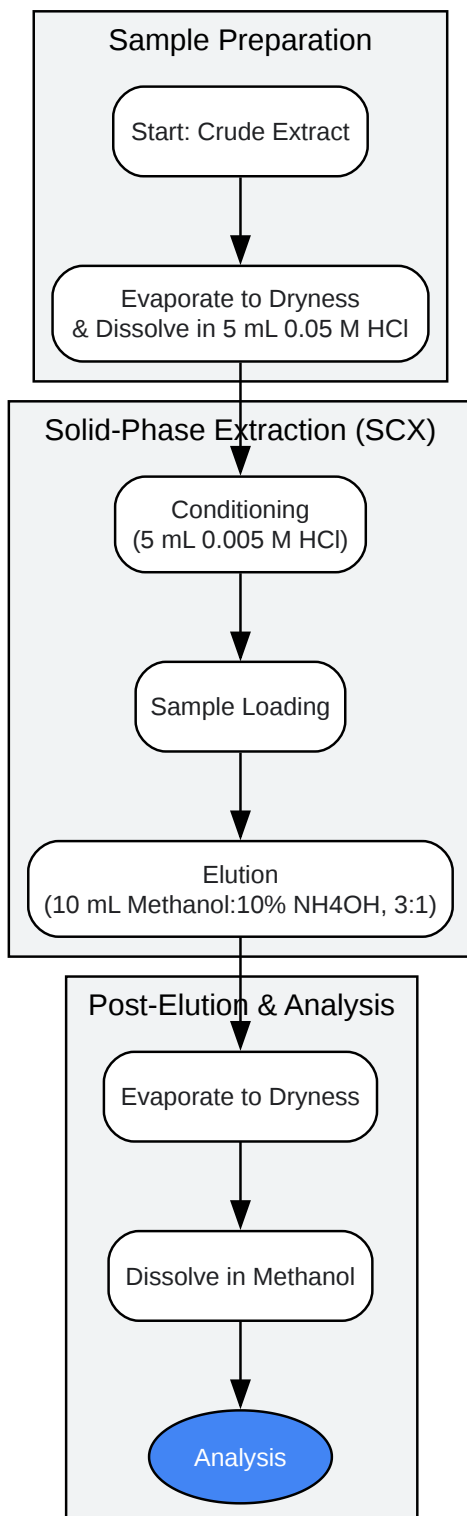 Sample Preparation
Start: Crude Extract
Evaporate to Dryness
& Dissolve in 5 mL 0.05 M HCl
Solid-Phase Extraction (SCX)
Conditioning
(5 mL 0.005 M HCl)
Sample Loading
Elution
(10 mL Methanol:10% NH4OH, 3:1)
Post-Elution & Analysis
Evaporate to Dryness
Dissolve in Methanol
Analysis